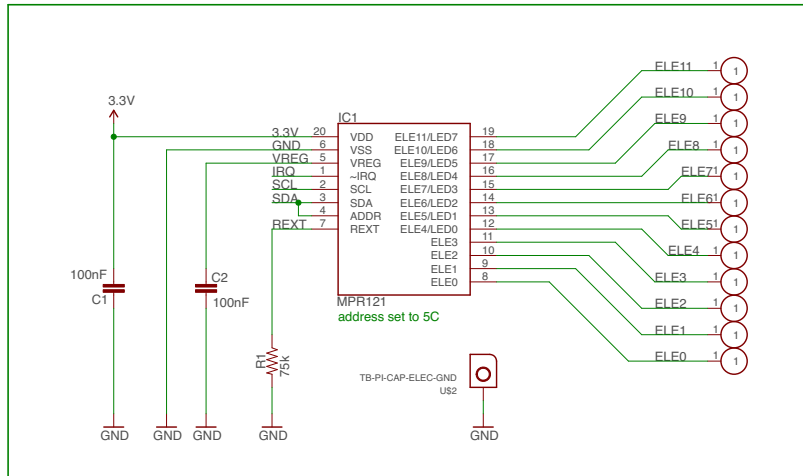 3.3V
IC1
3.3V 20 VDD ELE11/LED7 19
GND 6 VSS ELE10/LED6 18
VREG 5 VREG ELE9/LED5 17
IRQ 1 ~IRQ ELE8/LED4 16
SCL 2 SCL ELE7/LED3 15
SDA 3 SDA ELE6/LED2 14
4 ADDR ELE5/LED1 13
REXT 7 REXT ELE4/LED0 12
ELE3 11
ELE2 10
ELE1 9
ELE0 8
MPR121
address set to 5C
ELE11 1 1
ELE10 1 1
ELE9 1 1
ELE8 1 1
ELE7 1 1
ELE6 1 1
ELE5 1 1
ELE4 1 1
ELE3 1 1
ELE2 1 1
ELE1 1 1
ELE0 1 1
100nF
C1
C2
100nF
R1
75k
TB-PI-CAP-ELEC-GND
U$2
GND
GND
GND
GND
GND